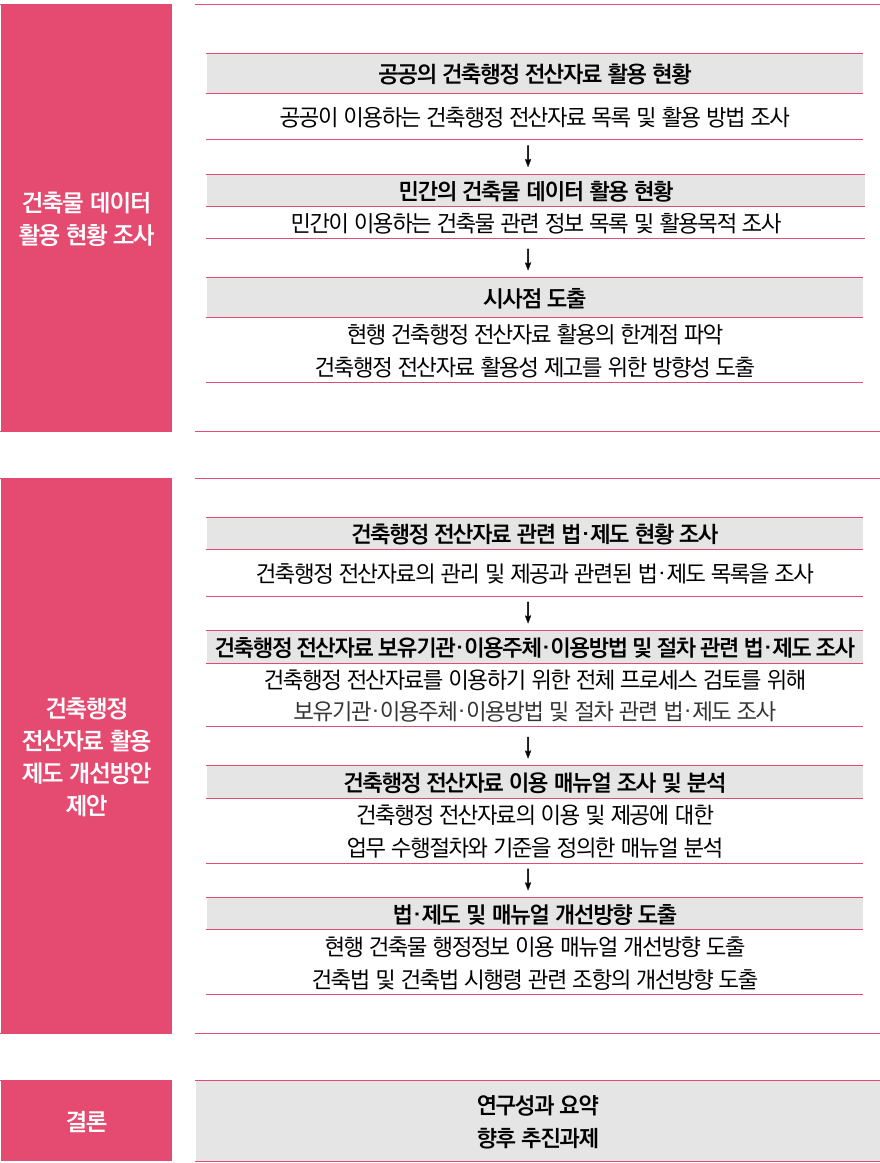 건축물 데이터
활용 현황 조사
공공의 건축행정 전산자료 활용 현황
공공이 이용하는 건축행정 전산자료 목록 및 활용 방법 조사
↓
민간의 건축물 데이터 활용 현황
민간이 이용하는 건축물 관련 정보 목록 및 활용목적 조사
↓
시사점 도출
현행 건축행정 전산자료 활용의 한계점 파악
건축행정 전산자료 활용성 제고를 위한 방향성 도출
건축행정
전산자료 활용
제도 개선방안
제안
건축행정 전산자료 관련 법·제도 현황 조사
건축행정 전산자료의 관리 및 제공과 관련된 법·제도 목록을 조사
↓
건축행정 전산자료 보유기관·이용주체·이용방법 및 절차 관련 법·제도 조사
건축행정 전산자료를 이용하기 위한 전체 프로세스 검토를 위해
보유기관·이용주체·이용방법 및 절차 관련 법·제도 조사
↓
건축행정 전산자료 이용 매뉴얼 조사 및 분석
건축행정 전산자료의 이용 및 제공에 대한
업무 수행절차와 기준을 정의한 매뉴얼 분석
↓
법·제도 및 매뉴얼 개선방향 도출
현행 건축물 행정정보 이용 매뉴얼 개선방향 도출
건축법 및 건축법 시행령 관련 조항의 개선방향 도출
결론
연구성과 요약
향후 추진과제